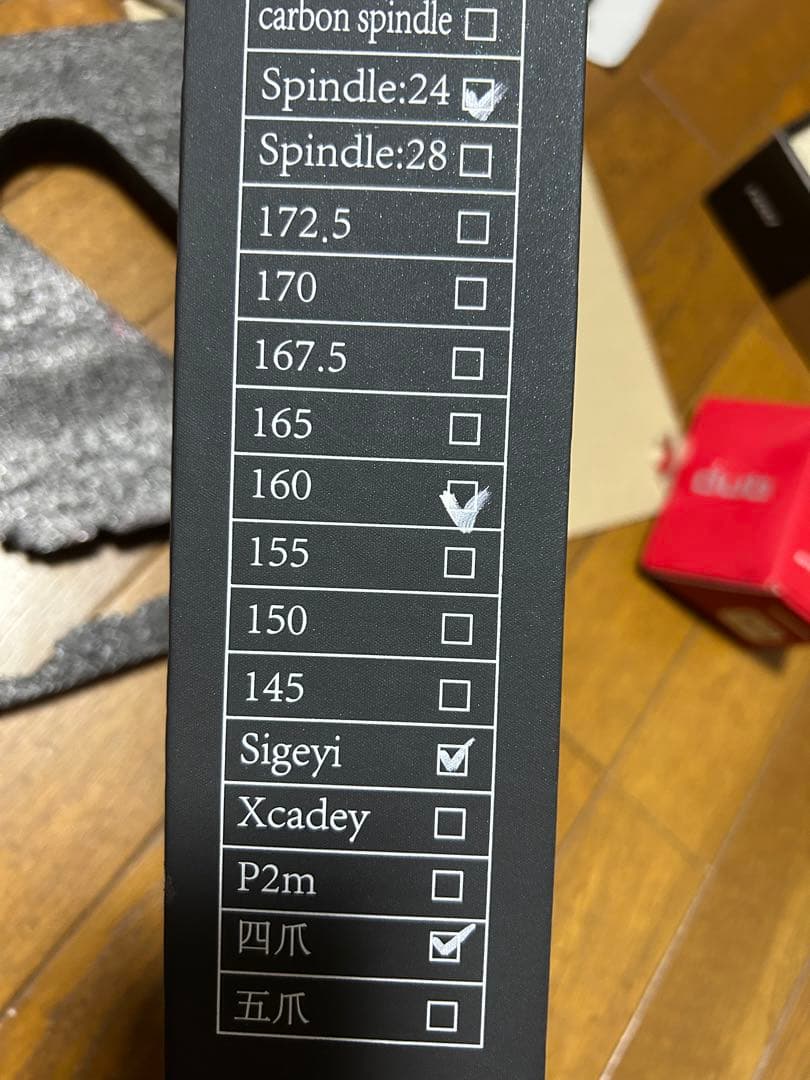 carbon spindle
Spindle:24
Spindle:28
172.5
170
167.5
165
160
155
150
145
Sigeyi
Xcadey
P2m
四爪
五爪
duo